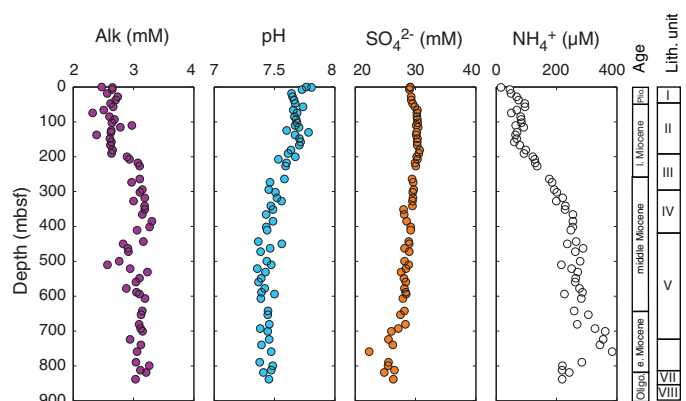 Alk (mM) pH SO₄²⁻ (mM) NH₄⁺ (µM) Age Lith. unit
2 3 4 7 7.5 8 20 30 40 0 200 400
Depth (mbsf)
0
100
200
300
400
500
600
700
800
900
Plio.
l. Miocene
middle Miocene
e. Miocene
Oligo.
I
II
III
IV
V
VII
VIII